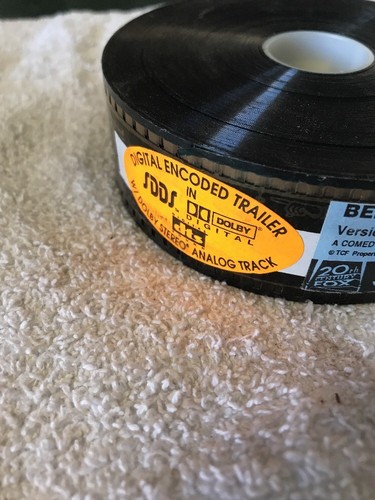 DIGITAL ENCODED TRAILER
IN
SDDS
DOLBY®
DIGITAL
dts
W/ DOLBY STEREO® ANALOG TRACK
BE
Versi
A COMED
© TCF Proper
20th
CENTURY
FOX